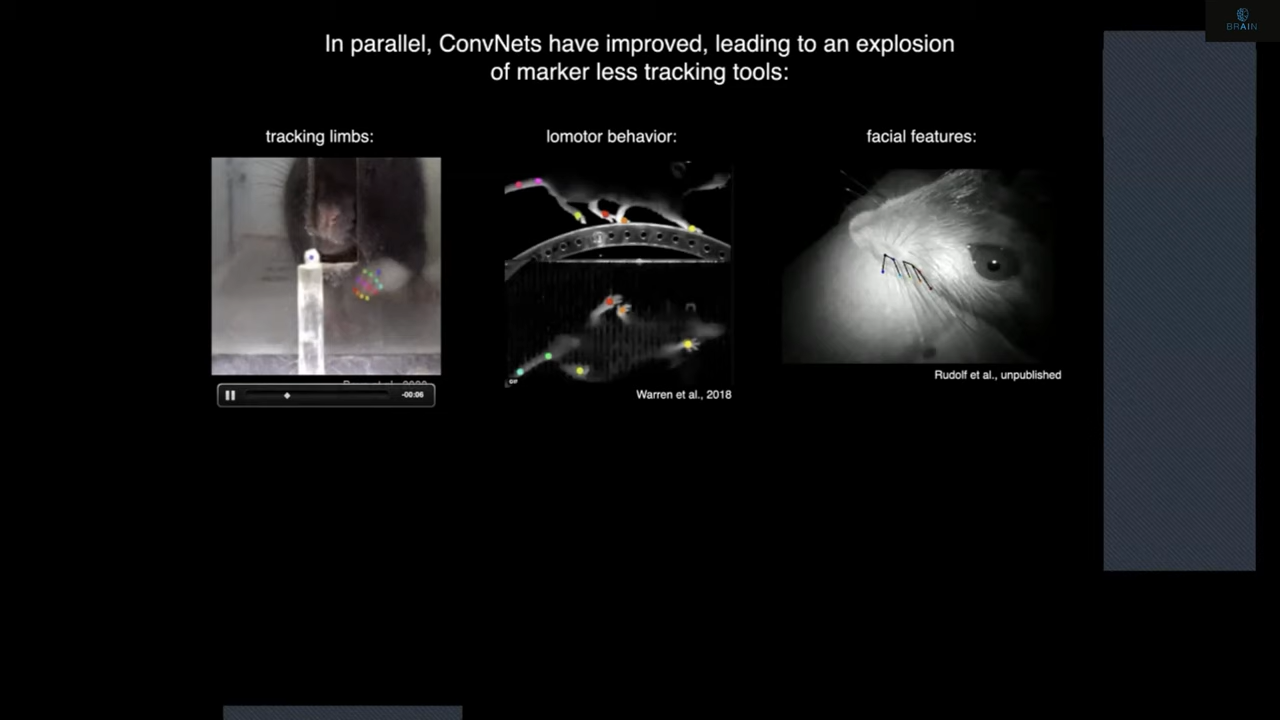 BRAIN
In parallel, ConvNets have improved, leading to an explosion
of marker less tracking tools:
tracking limbs:
lomotor behavior:
facial features:
GIF
-00:06
Warren et al., 2018
Rudolf et al., unpublished